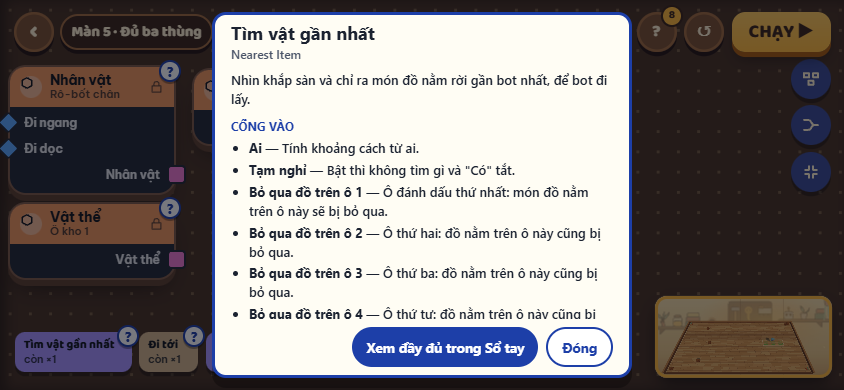 Màn 5 · Đủ ba thùng
?
8
CHẠY
Nhân vật
Rô-bốt chân
?
Đi ngang
Đi dọc
Nhân vật
Vật thể
Ô kho 1
?
Vật thể
Tìm vật gần nhất
còn ×1
?
Đi tới
còn ×1
?
Tìm vật gần nhất
Nearest Item
Nhìn khắp sàn và chỉ ra món đồ nằm rời gần bot nhất, để bot đi
lấy.
CỔNG VÀO
• Ai — Tính khoảng cách từ ai.
• Tạm nghỉ — Bật thì không tìm gì và "Có" tắt.
• Bỏ qua đồ trên ô 1 — Ô đánh dấu thứ nhất: món đồ nằm
trên ô này sẽ bị bỏ qua.
• Bỏ qua đồ trên ô 2 — Ô thứ hai: đồ nằm trên ô này cũng bị
bỏ qua.
• Bỏ qua đồ trên ô 3 — Ô thứ ba: đồ nằm trên ô này cũng bị
bỏ qua.
• Bỏ qua đồ trên ô 4 — Ô thứ tư: đồ nằm trên ô này cũng bị
Xem đầy đủ trong Sổ tay
Đóng